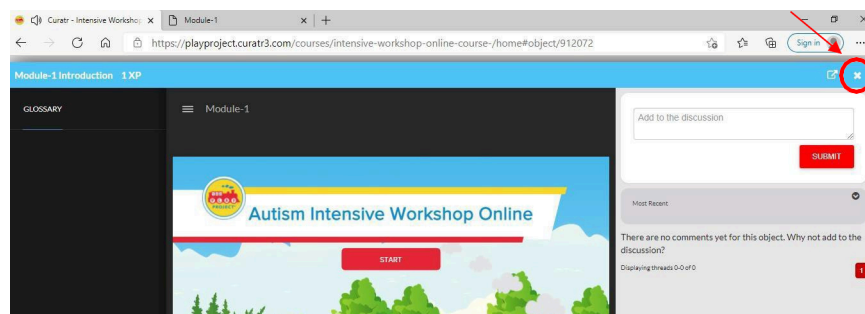 Curatr - Intensive Workshop
Module-1
https://playproject.curatr3.com/courses/intensive-workshop-online-course-/home#object/912072
Sign in
Module-1 Introduction 1 XP
GLOSSARY
Module-1
PROJECT
Autism Intensive Workshop Online
START
Add to the discussion
SUBMIT
Most Recent
There are no comments yet for this object. Why not add to the
discussion?
Displaying threads 0-0 of 0
1